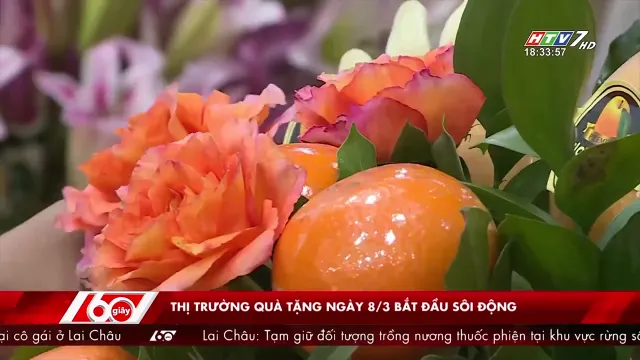 HTV7 HD
18:33:57
60 giây
THỊ TRƯỜNG QUÀ TẶNG NGÀY 8/3 BẮT ĐẦU SÔI ĐỘNG
ại cô gái ở Lai Châu Lai Châu: Tạm giữ đối tượng trồng nương thuốc phiện tại khu vực rừng số